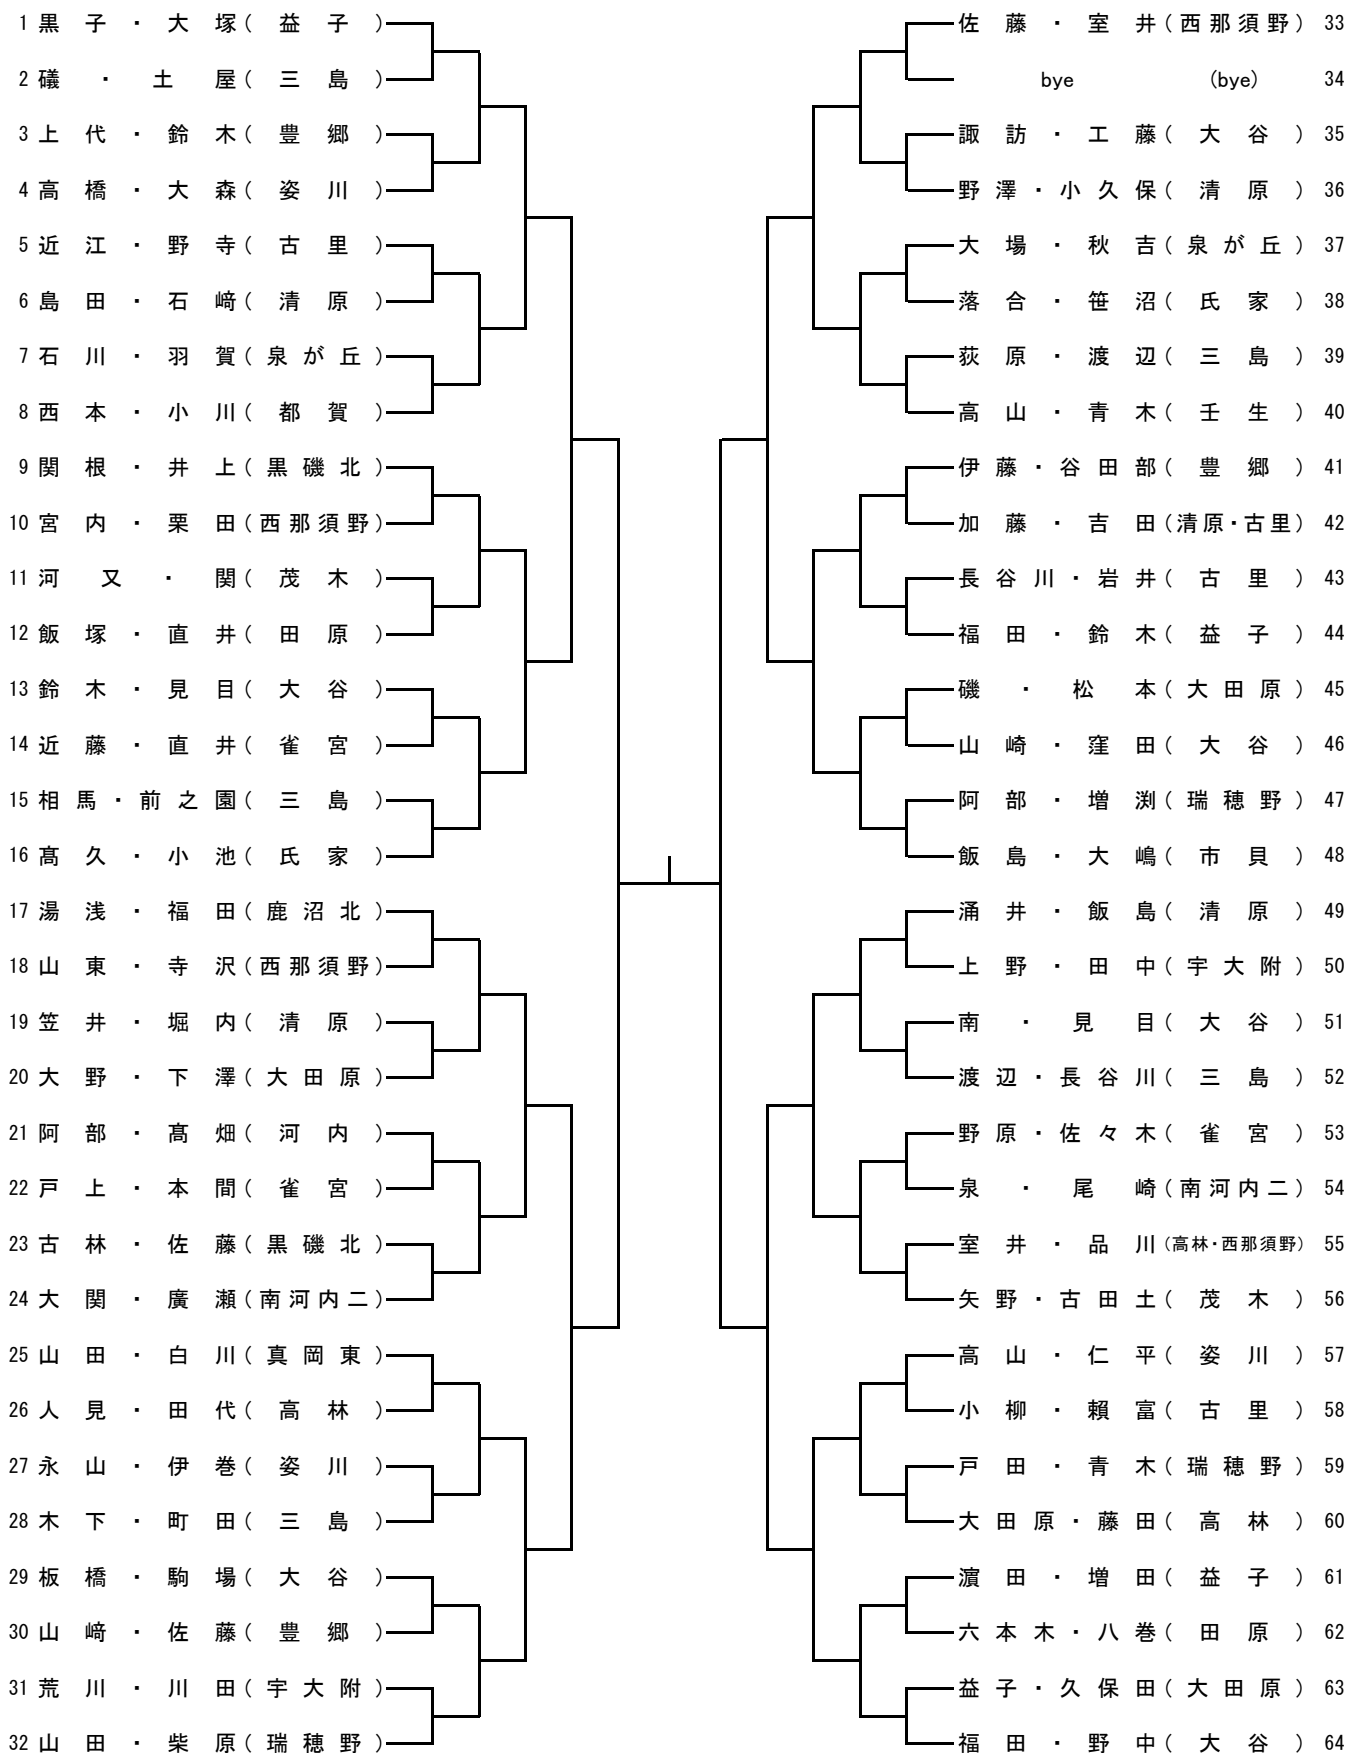 1 黒子・大塚(益子)
2 礒・土屋(三島)
3 上代・鈴木(豊郷)
4 高橋・大森(姿川)
5 近江・野寺(古里)
6 島田・石﨑(清原)
7 石川・羽賀(泉が丘)
8 西本・小川(都賀)
9 関根・井上(黒磯北)
10 宮内・栗田(西那須野)
11 河又・関(茂木)
12 飯塚・直井(田原)
13 鈴木・見目(大谷)
14 近藤・直井(雀宮)
15 相馬・前之園(三島)
16 髙久・小池(氏家)
17 湯浅・福田(鹿沼北)
18 山東・寺沢(西那須野)
19 笠井・堀内(清原)
20 大野・下澤(大田原)
21 阿部・髙畑(河内)
22 戸上・本間(雀宮)
23 古林・佐藤(黒磯北)
24 大関・廣瀬(南河内二)
25 山田・白川(真岡東)
26 人見・田代(高林)
27 永山・伊巻(姿川)
28 木下・町田(三島)
29 板橋・駒場(大谷)
30 山﨑・佐藤(豊郷)
31 荒川・川田(宇大附)
32 山田・柴原(瑞穂野)
佐藤・室井(西那須野) 33
bye (bye) 34
諏訪・工藤(大谷) 35
野澤・小久保(清原) 36
大場・秋吉(泉が丘) 37
落合・笹沼(氏家) 38
荻原・渡辺(三島) 39
高山・青木(壬生) 40
伊藤・谷田部(豊郷) 41
加藤・吉田(清原・古里) 42
長谷川・岩井(古里) 43
福田・鈴木(益子) 44
磯・松本(大田原) 45
山崎・窪田(大谷) 46
阿部・増渕(瑞穂野) 47
飯島・大嶋(市貝) 48
涌井・飯島(清原) 49
上野・田中(宇大附) 50
南・見目(大谷) 51
渡辺・長谷川(三島) 52
野原・佐々木(雀宮) 53
泉・尾崎(南河内二) 54
室井・品川(高林・西那須野) 55
矢野・古田土(茂木) 56
高山・仁平(姿川) 57
小柳・頼富(古里) 58
戸田・青木(瑞穂野) 59
大田原・藤田(高林) 60
濵田・増田(益子) 61
六本木・八巻(田原) 62
益子・久保田(大田原) 63
福田・野中(大谷) 64